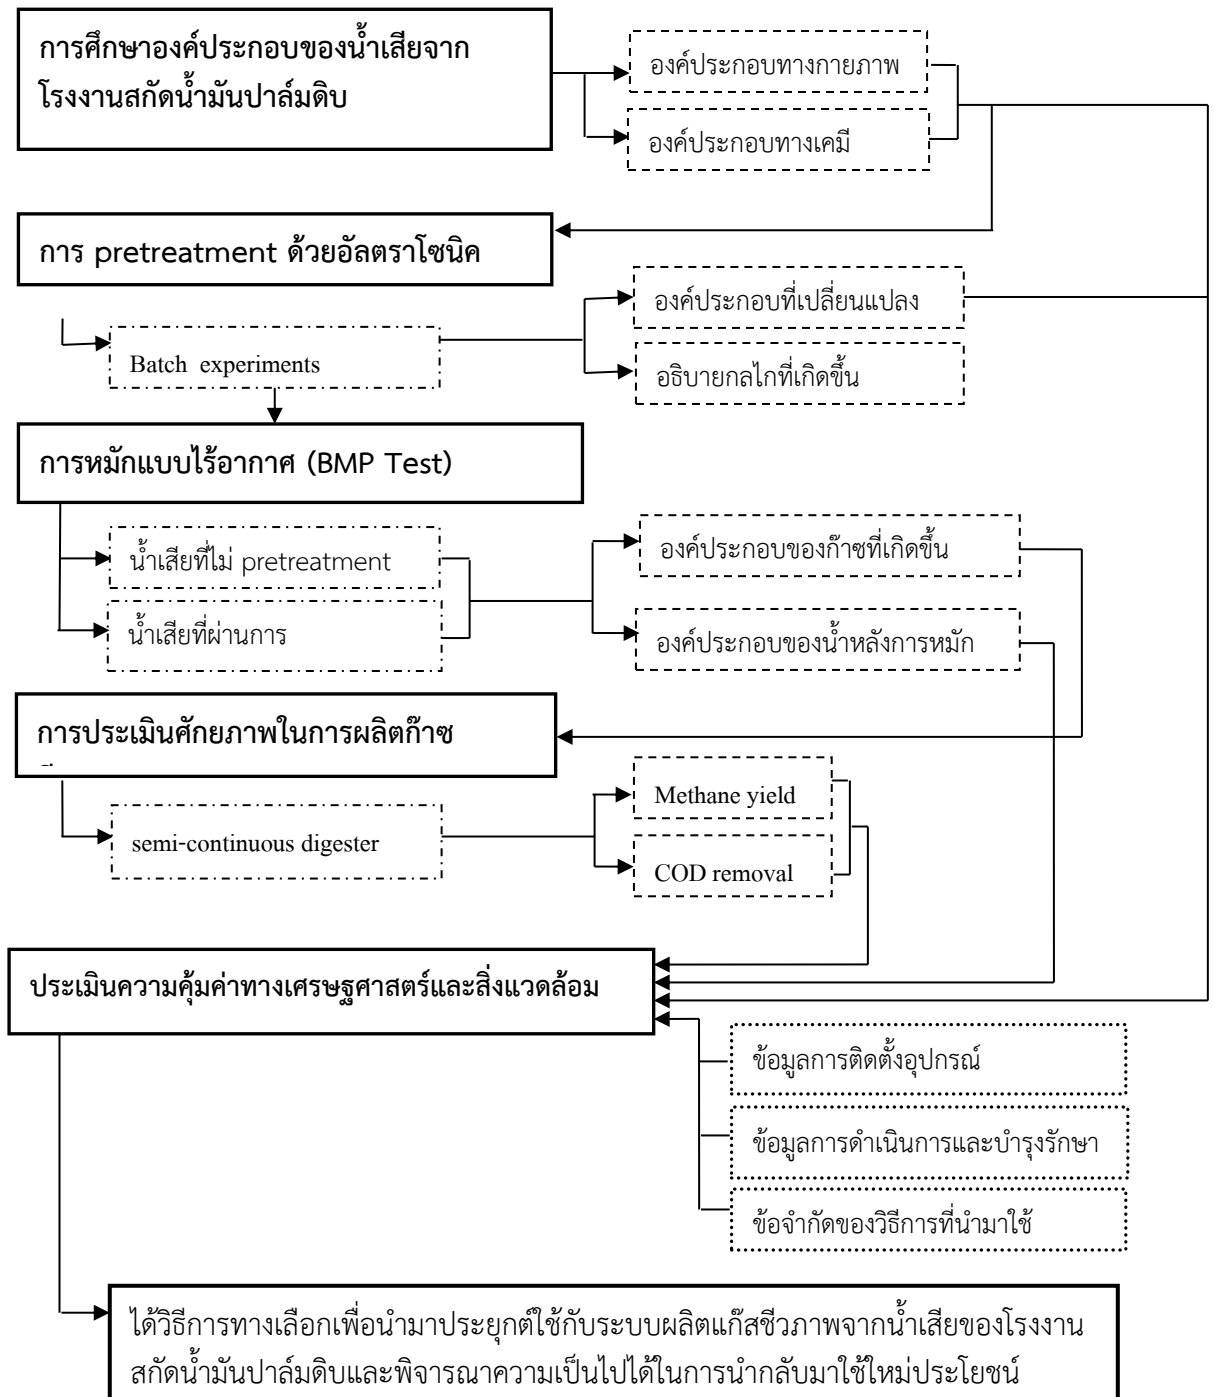 การศึกษาองค์ประกอบของน้ำเสียจาก
โรงงานสกัดน้ำมันปาล์มดิบ
องค์ประกอบทางกายภาพ
องค์ประกอบทางเคมี
การ pretreatment ด้วยอัลตราโซนิค
องค์ประกอบที่เปลี่ยนแปลง
Batch experiments
อธิบายกลไกที่เกิดขึ้น
การหมักแบบไร้อากาศ (BMP Test)
น้ำเสียที่ไม่ pretreatment
องค์ประกอบของก๊าซที่เกิดขึ้น
น้ำเสียที่ผ่านการ
องค์ประกอบของน้ำหลังการหมัก
การประเมินศักยภาพในการผลิตก๊าซ
Methane yield
semi-continuous digester
COD removal
ประเมินความคุ้มค่าทางเศรษฐศาสตร์และสิ่งแวดล้อม
ข้อมูลการติดตั้งอุปกรณ์
ข้อมูลการดำเนินการและบำรุงรักษา
ข้อจำกัดของวิธีการที่นำมาใช้
ได้วิธีการทางเลือกเพื่อนำมาประยุกต์ใช้กับระบบผลิตแก๊สชีวภาพจากน้ำเสียของโรงงาน
สกัดน้ำมันปาล์มดิบและพิจารณาความเป็นไปได้ในการนำกลับมาใช้ใหม่ประโยชน์